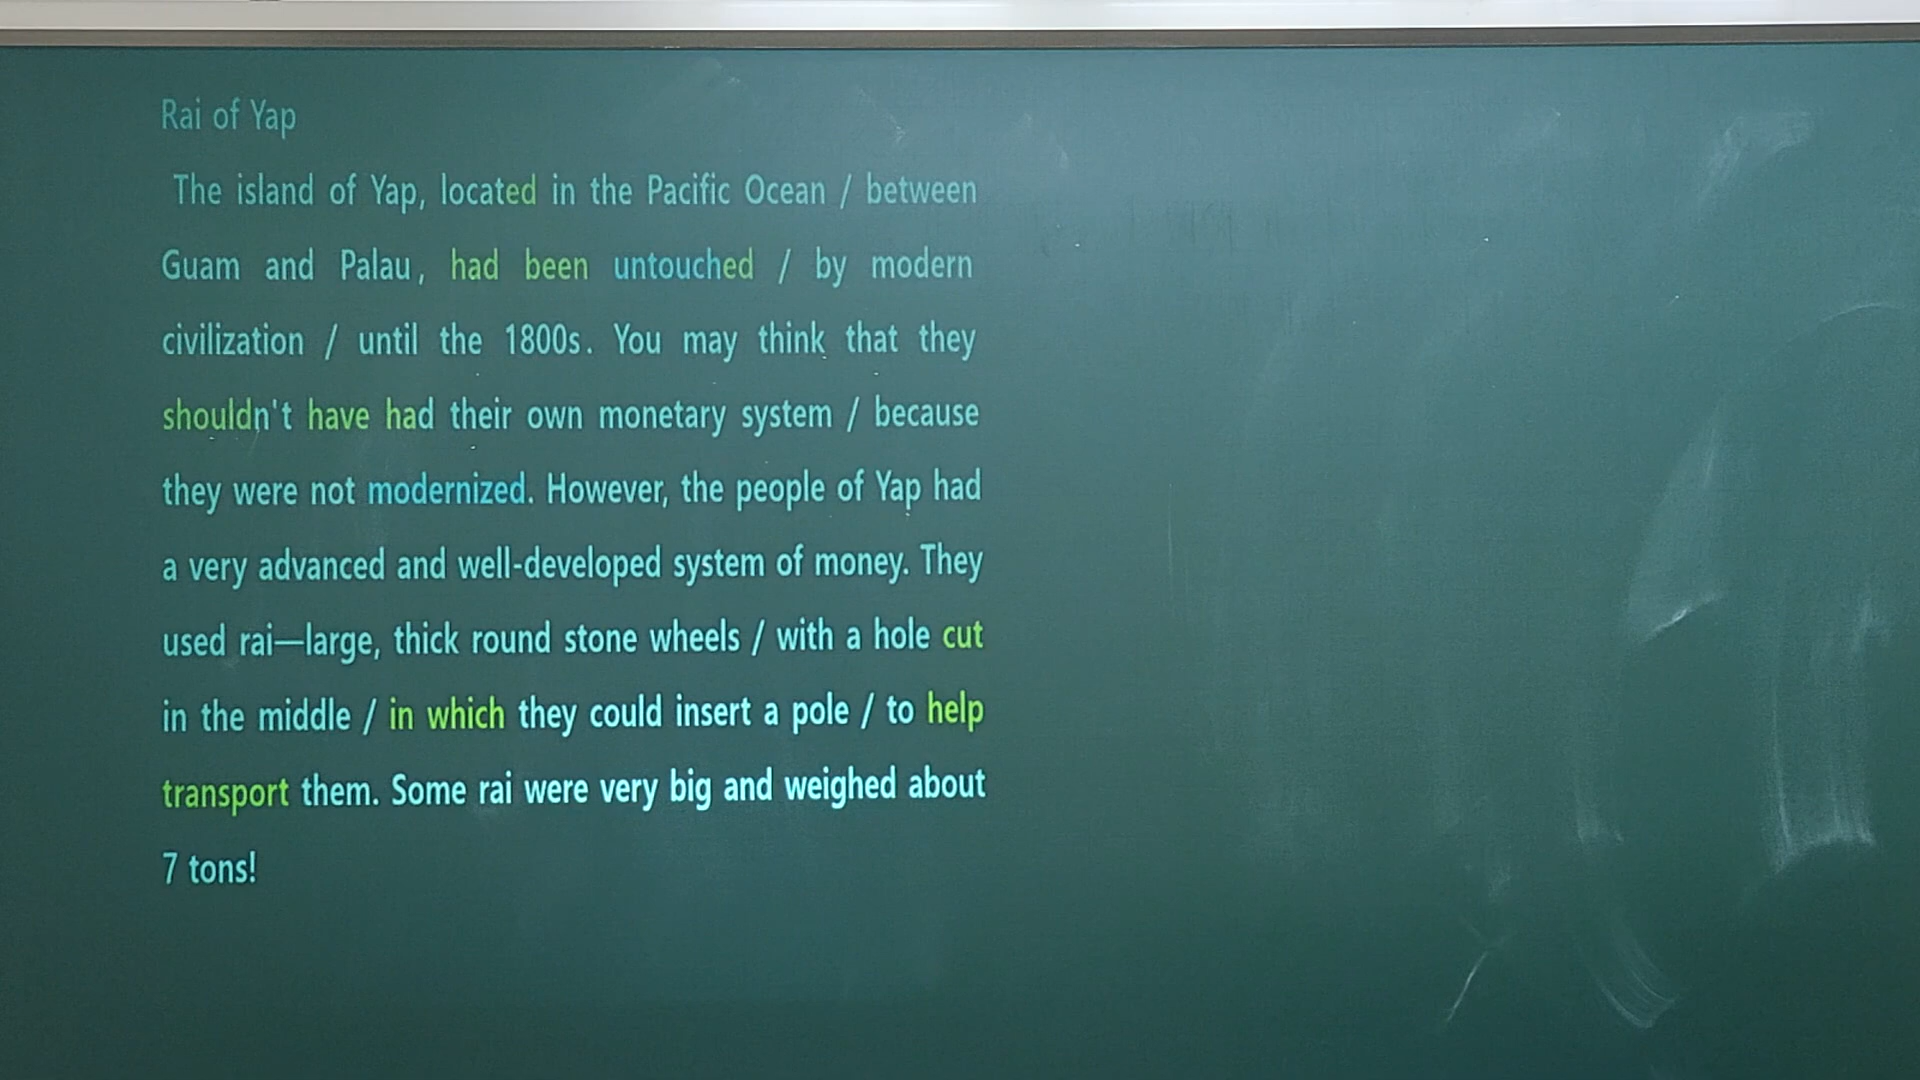 Rai of Yap
The island of Yap, located in the Pacific Ocean / between
Guam and Palau, had been untouched / by modern
civilization / until the 1800s. You may think that they
shouldn't have had their own monetary system / because
they were not modernized. However, the people of Yap had
a very advanced and well-developed system of money. They
used rai—large, thick round stone wheels / with a hole cut
in the middle / in which they could insert a pole / to help
transport them. Some rai were very big and weighed about
7 tons!